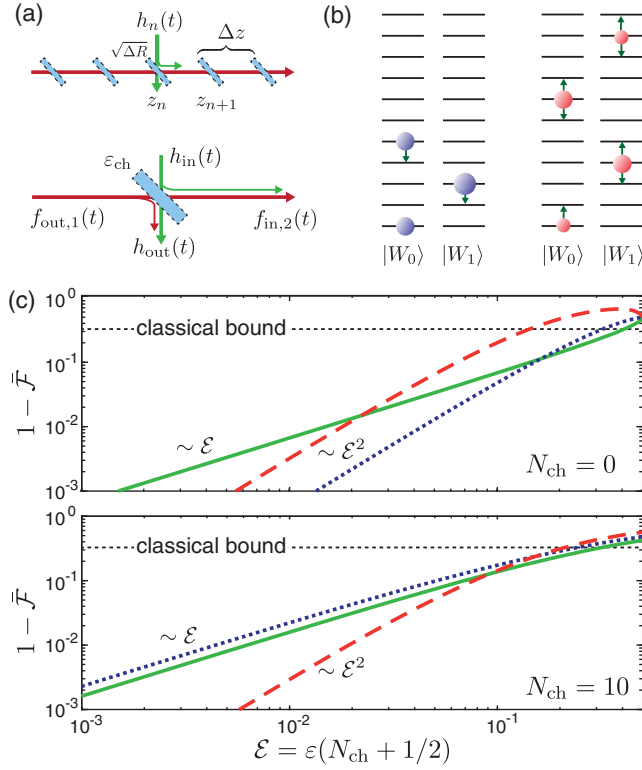 (a)
h_n(t)
√ΔR
Δz
z_n
z_{n+1}
ε_ch
h_in(t)
f_out,1(t)
f_in,2(t)
h_out(t)
(b)
|W_0⟩ |W_1⟩ |W_0⟩ |W_1⟩
(c)
10^0
classical bound
10^{-1}
1 − F̄
10^{-2}
∼ ℰ
∼ ℰ^2
N_ch = 0
10^{-3}
10^0
classical bound
10^{-1}
1 − F̄
10^{-2}
∼ ℰ
∼ ℰ^2
N_ch = 10
10^{-3}
10^{-3} 10^{-2} 10^{-1}
ℰ = ε(N_ch + 1/2)